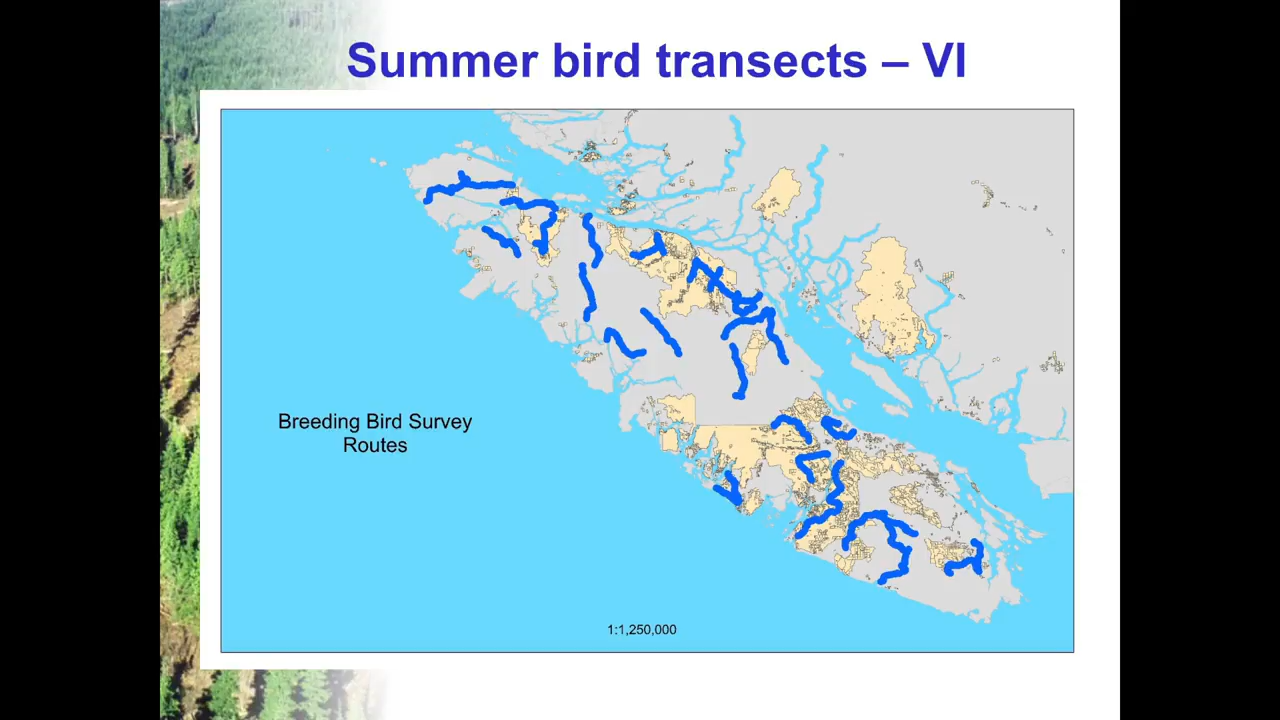 Summer bird transects – VI
Breeding Bird Survey
Routes
1:1,250,000